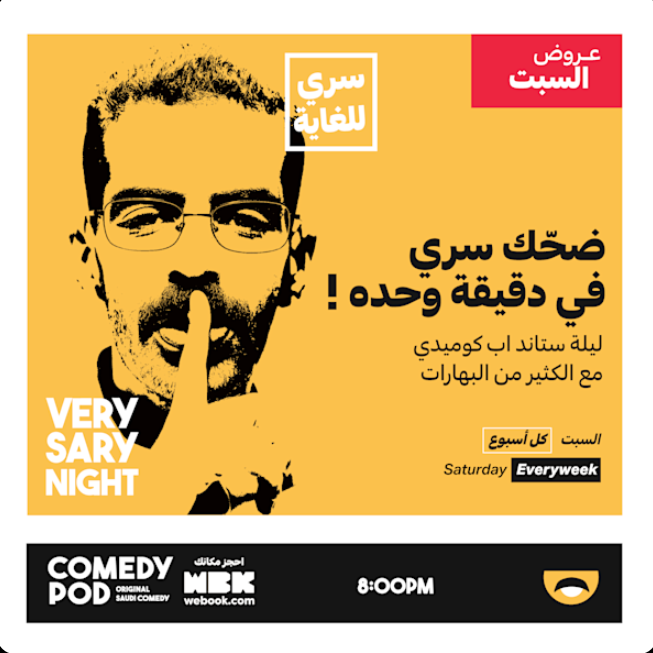 عروض
السبت
سري
للغاية
ضحّك سري
في دقيقة وحده !
ليلة ستاند اب كوميدي
مع الكثير من البهارات
السبت كل أسبوع
Saturday Everyweek
VERY
SARY
NIGHT
COMEDY
POD
ORIGINAL
SAUDI COMEDY
احجز مكانك
WBK
webook.com
8:00PM